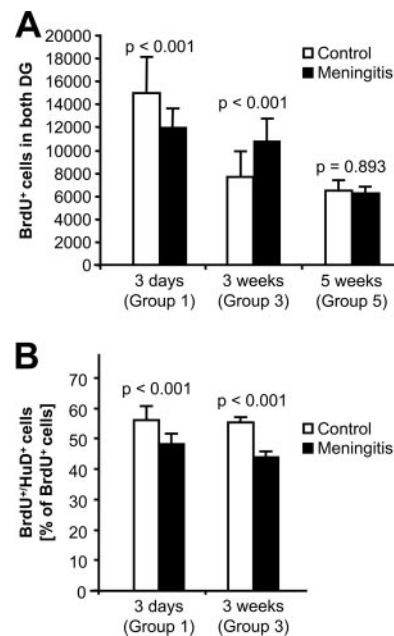 A
BrdU+ cells in both DG
20000
18000
16000
14000
12000
10000
8000
6000
4000
2000
0
p < 0.001
p < 0.001
p = 0.893
Control
Meningitis
3 days
(Group 1)
3 weeks
(Group 3)
5 weeks
(Group 5)
B
BrdU+/HuD+ cells
[% of BrdU+ cells]
70
60
50
40
30
20
10
0
p < 0.001
p < 0.001
Control
Meningitis
3 days
(Group 1)
3 weeks
(Group 3)